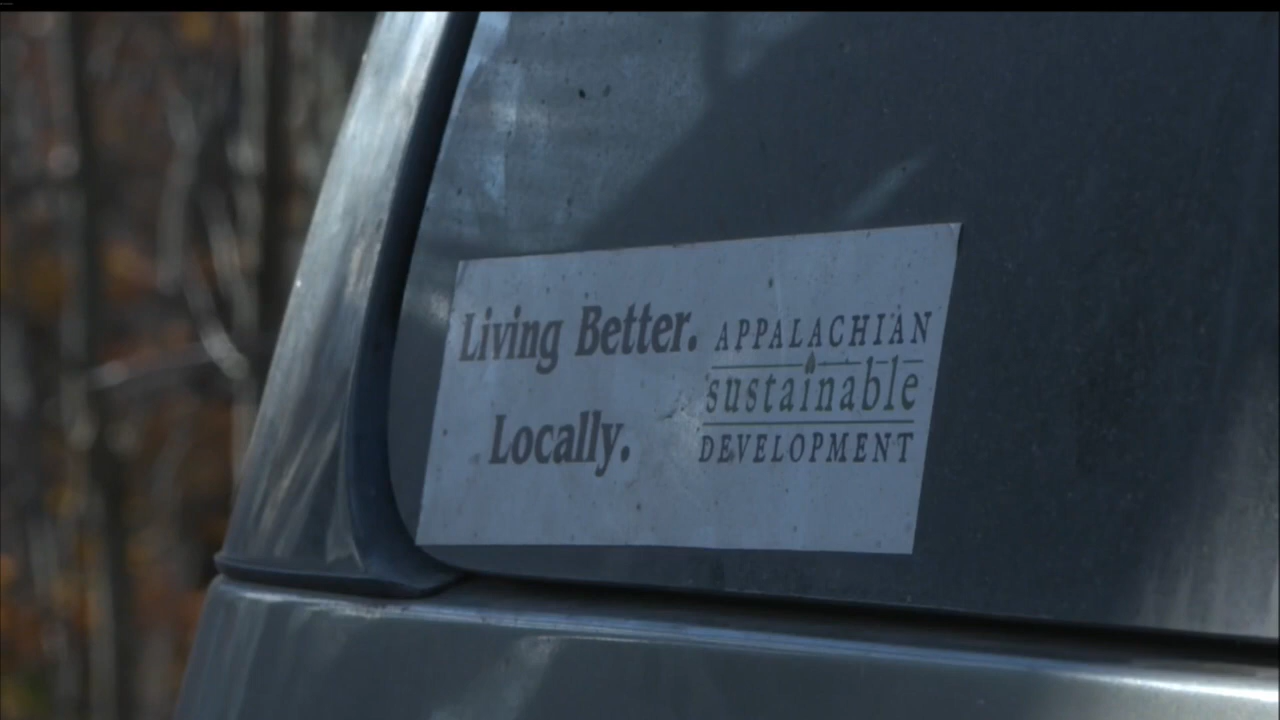 Living Better.
Locally.
APPALACHIAN
sustainable
DEVELOPMENT